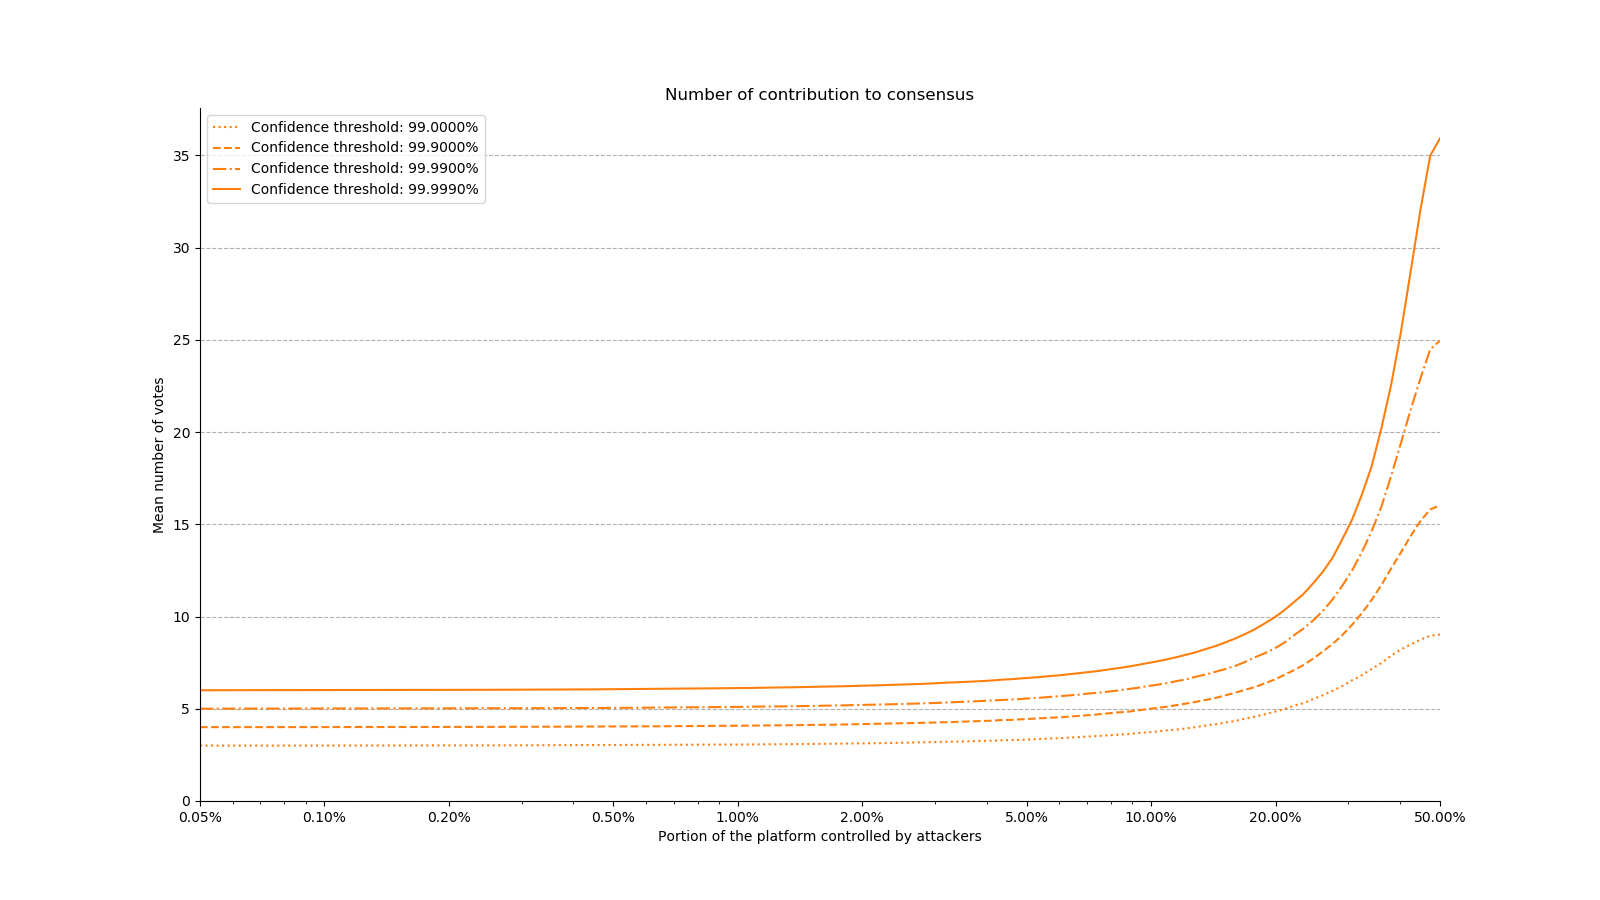 Number of contribution to consensus
Confidence threshold: 99.0000%
Confidence threshold: 99.9000%
Confidence threshold: 99.9900%
Confidence threshold: 99.9990%
35
30
25
20
15
10
5
0
Mean number of votes
0.05% 0.10% 0.20% 0.50% 1.00% 2.00% 5.00% 10.00% 20.00% 50.00%
Portion of the platform controlled by attackers